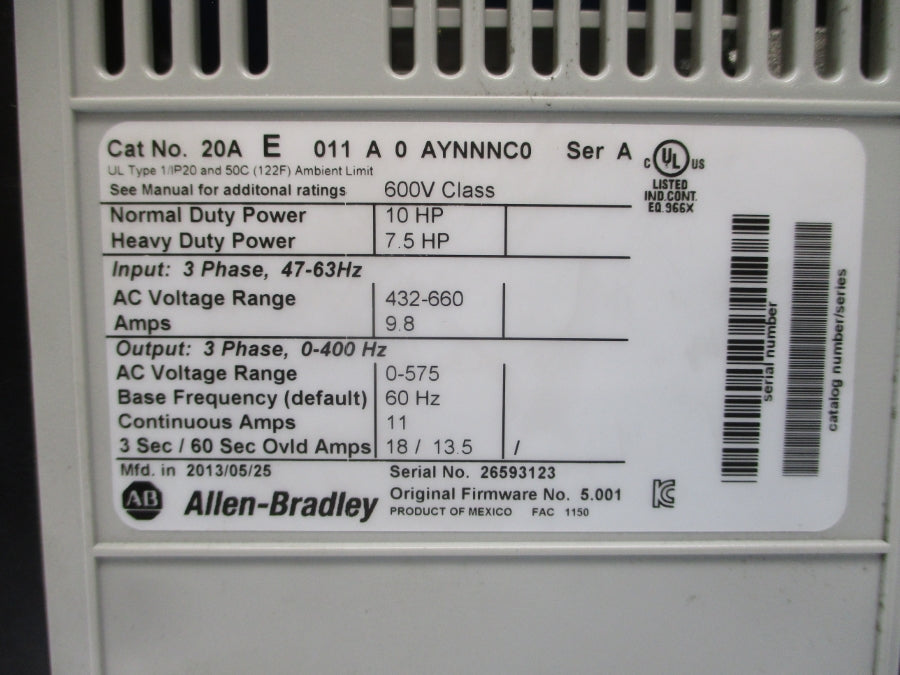 Cat No. 20A E 011 A 0 AYNNNC0 Ser A
UL Type 1/IP20 and 50C (122F) Ambient Limit
See Manual for additonal ratings 600V Class
C UL US
LISTED
IND.CONT.
EQ.966X
Normal Duty Power 10 HP
Heavy Duty Power 7.5 HP
Input: 3 Phase, 47-63Hz
AC Voltage Range 432-660
Amps 9.8
Output: 3 Phase, 0-400 Hz
AC Voltage Range 0-575
Base Frequency (default) 60 Hz
Continuous Amps 11
3 Sec / 60 Sec Ovld Amps 18 / 13.5 /
Mfd. in 2013/05/25 Serial No. 26593123
AB Allen-Bradley Original Firmware No. 5.001
PRODUCT OF MEXICO FAC 1150
serial number
catalog number/series